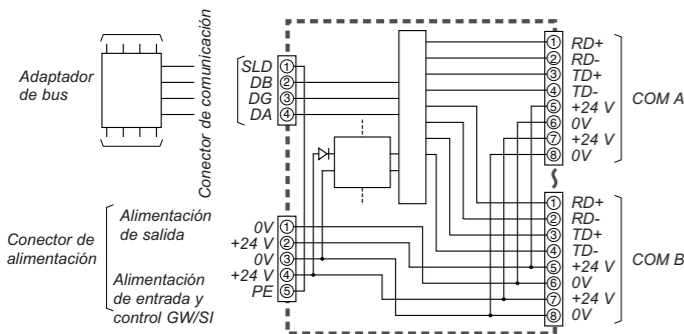 Adaptador
de bus
Conector de comunicación
SLD
DB
DG
DA
1
2
3
4
Conector de
alimentación
Alimentación
de salida
Alimentación
de entrada y
control GW/SI
0V
+24 V
0V
+24 V
PE
1
2
3
4
5
1 RD+
2 RD-
3 TD+
4 TD-
5 +24 V
6 0V
7 +24 V
8 0V
COM A
1 RD+
2 RD-
3 TD+
4 TD-
5 +24 V
6 0V
7 +24 V
8 0V
COM B